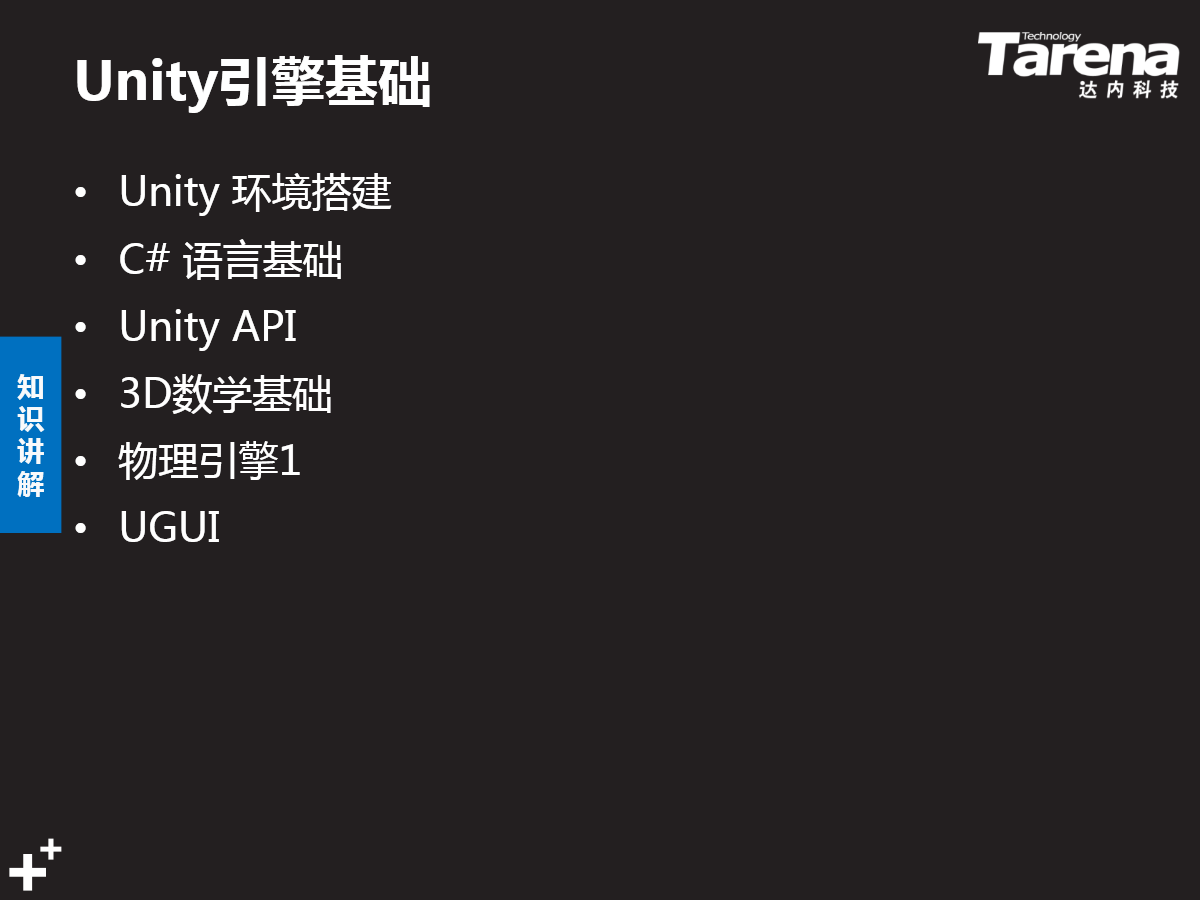 Unity引擎基础
Technology
Tarena
达内科技
• Unity 环境搭建
• C# 语言基础
• Unity API
• 3D数学基础
• 物理引擎1
• UGUI
知识讲解